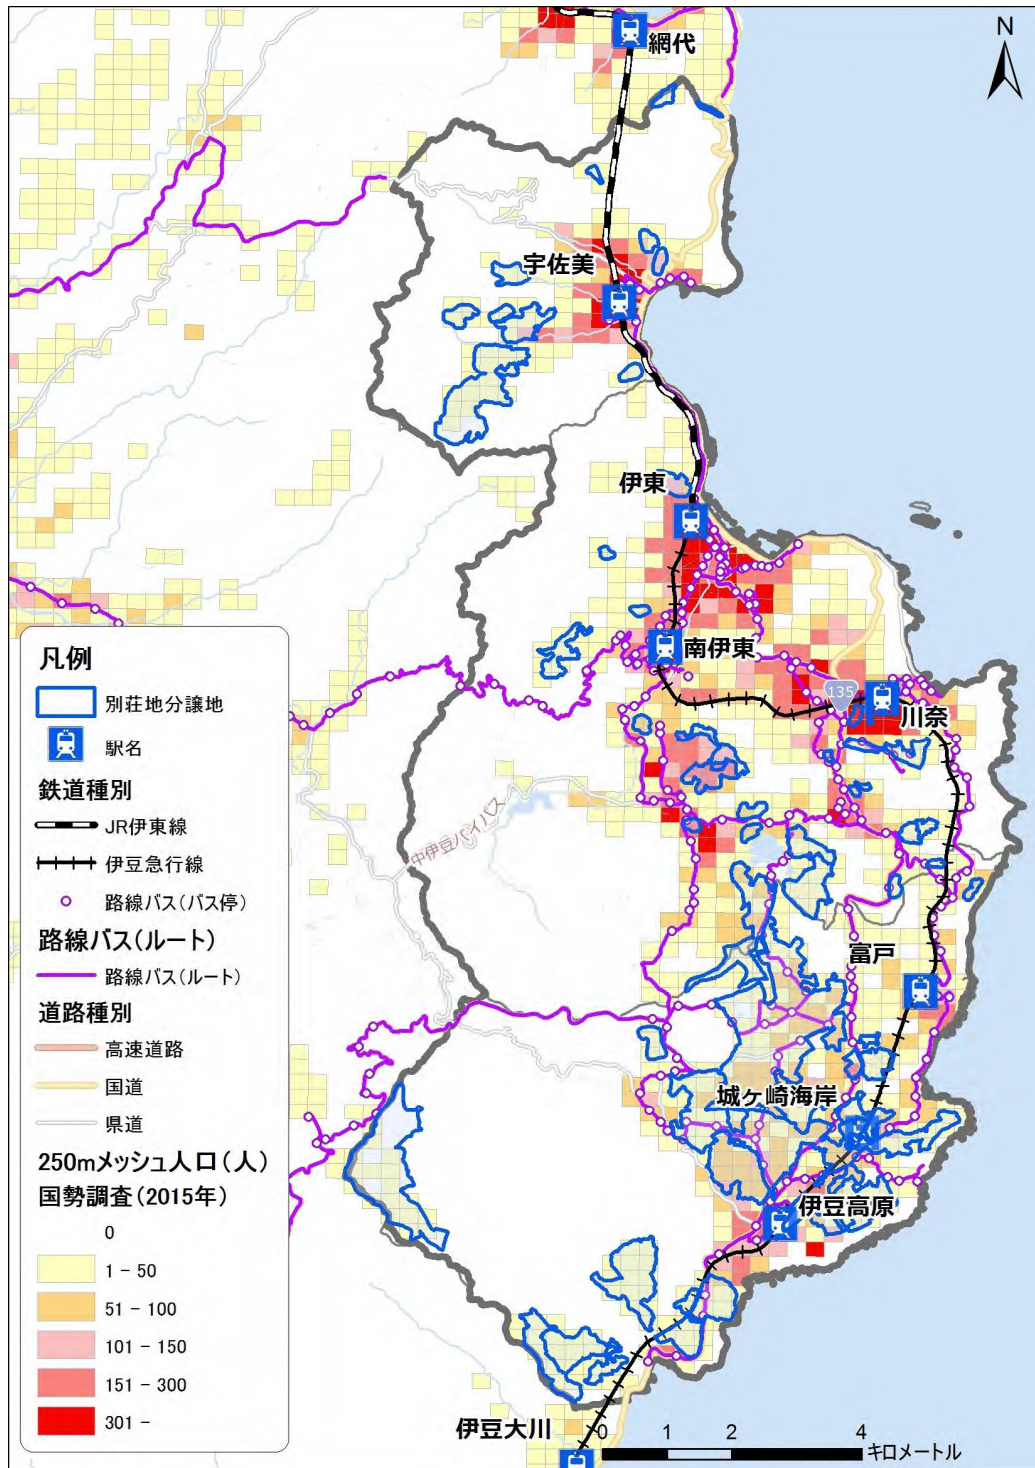 N
網代
宇佐美
伊東
南伊東
135
川奈
中伊豆バイパス
富戸
城ヶ崎海岸
伊豆高原
伊豆大川
凡例
別荘地分譲地
駅名
鉄道種別
JR伊東線
伊豆急行線
路線バス(バス停)
路線バス(ルート)
路線バス(ルート)
道路種別
高速道路
国道
県道
250mメッシュ人口(人)
国勢調査(2015年)
0
1 - 50
51 - 100
101 - 150
151 - 300
301 -
0 1 2 4
キロメートル